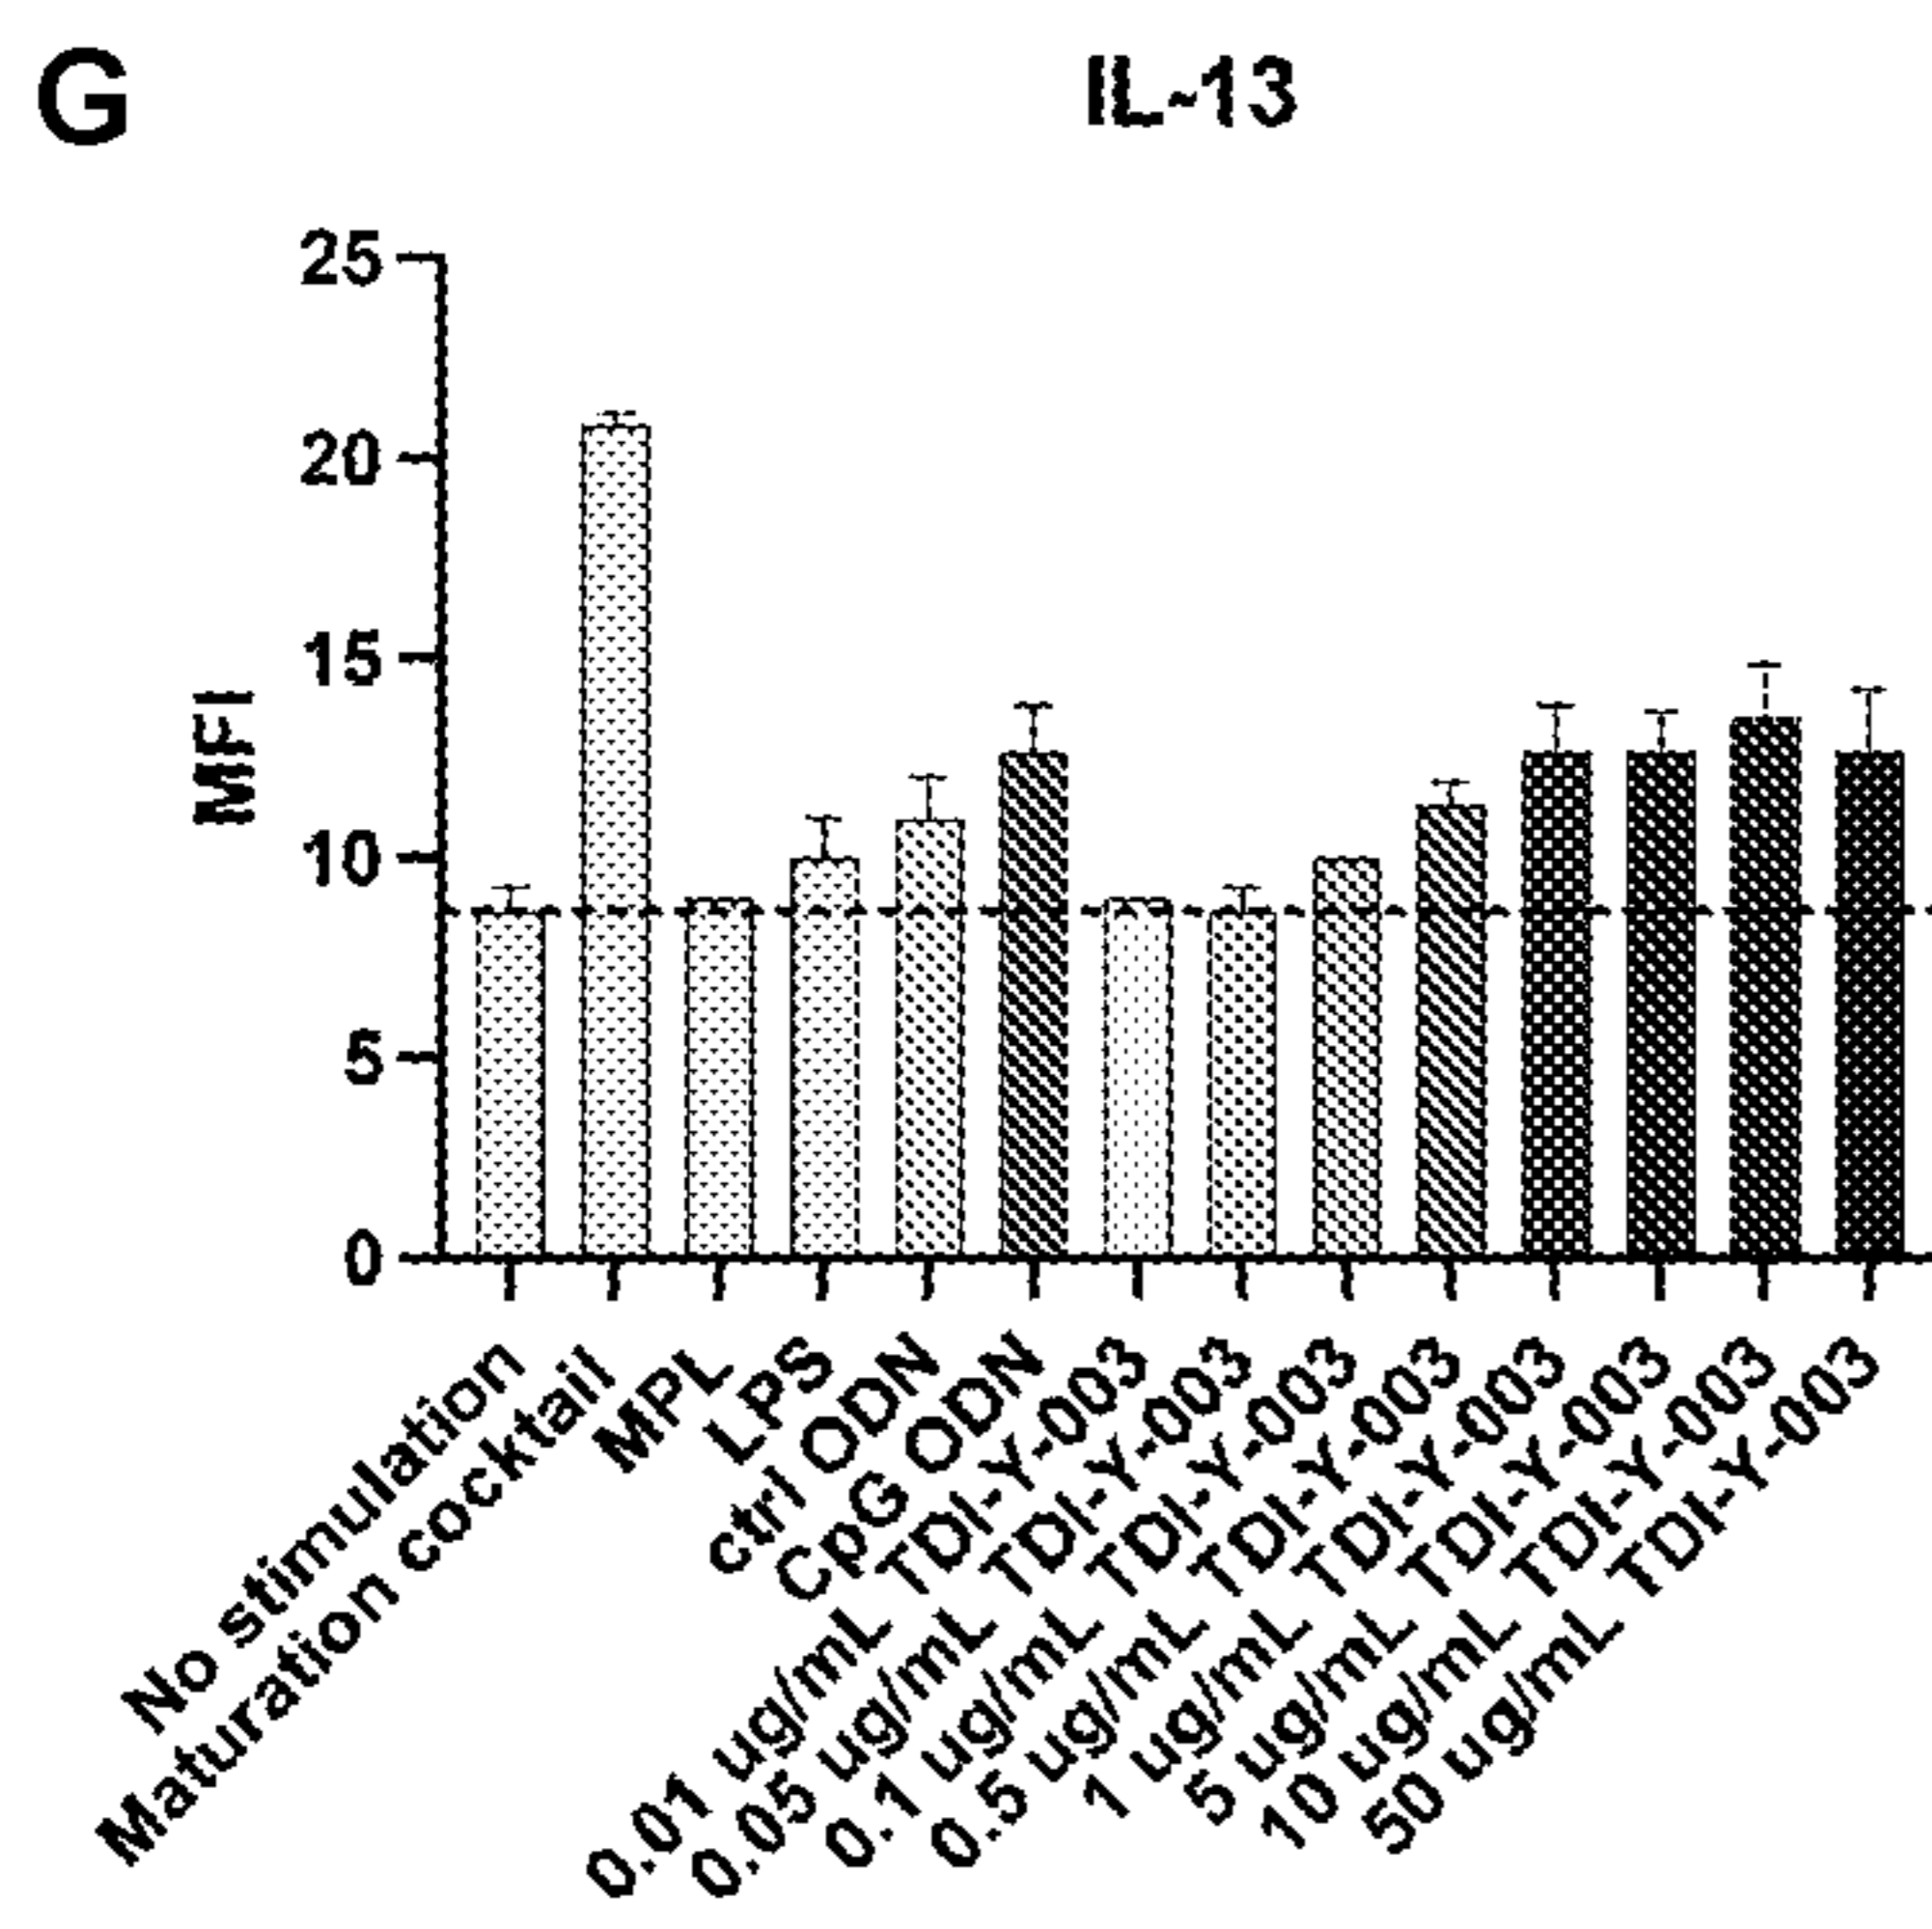 G
IL-13
25
20
15
10
5
0
MFI
No stimulation
Maturation cocktail
MPL
LPS
ctrl ODN
CpG ODN
0.01 ug/mL TDI-Y-003
0.05 ug/mL TDI-Y-003
0.1 ug/mL TDI-Y-003
0.5 ug/mL TDI-Y-003
1 ug/mL TDI-Y-003
5 ug/mL TDI-Y-003
10 ug/mL TDI-Y-003
50 ug/mL TDI-Y-003